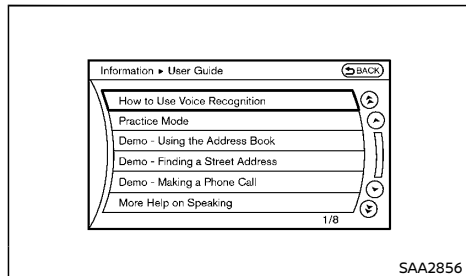 Information ▸ User Guide
BACK
How to Use Voice Recognition
Practice Mode
Demo - Using the Address Book
Demo - Finding a Street Address
Demo - Making a Phone Call
More Help on Speaking
1/8
SAA2856